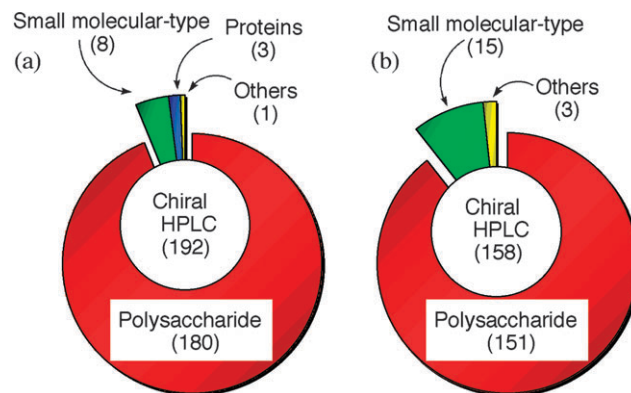 (a)
Small molecular-type
(8)
Proteins
(3)
Others
(1)
Chiral
HPLC
(192)
Polysaccharide
(180)
(b)
Small molecular-type
(15)
Others
(3)
Chiral
HPLC
(158)
Polysaccharide
(151)